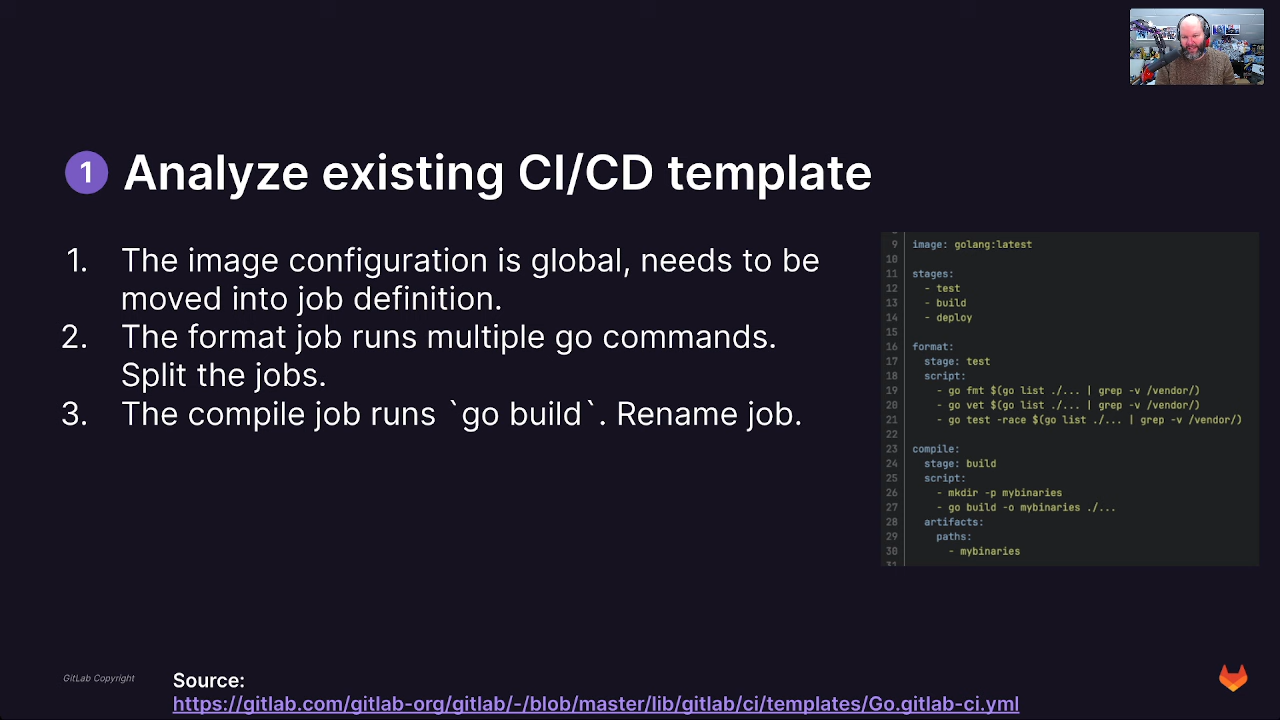 1 Analyze existing CI/CD template
1. The image configuration is global, needs to be
moved into job definition.
2. The format job runs multiple go commands.
Split the jobs.
3. The compile job runs `go build`. Rename job.
9 image: golang:latest
10
11 stages:
12 - test
13 - build
14 - deploy
15
16 format:
17 stage: test
18 script:
19 - go fmt $(go list ./... | grep -v /vendor/)
20 - go vet $(go list ./... | grep -v /vendor/)
21 - go test -race $(go list ./... | grep -v /vendor/)
22
23 compile:
24 stage: build
25 script:
26 - mkdir -p mybinaries
27 - go build -o mybinaries ./...
28 artifacts:
29 paths:
30 - mybinaries
GitLab Copyright
Source:
https://gitlab.com/gitlab-org/gitlab/-/blob/master/lib/gitlab/ci/templates/Go.gitlab-ci.yml